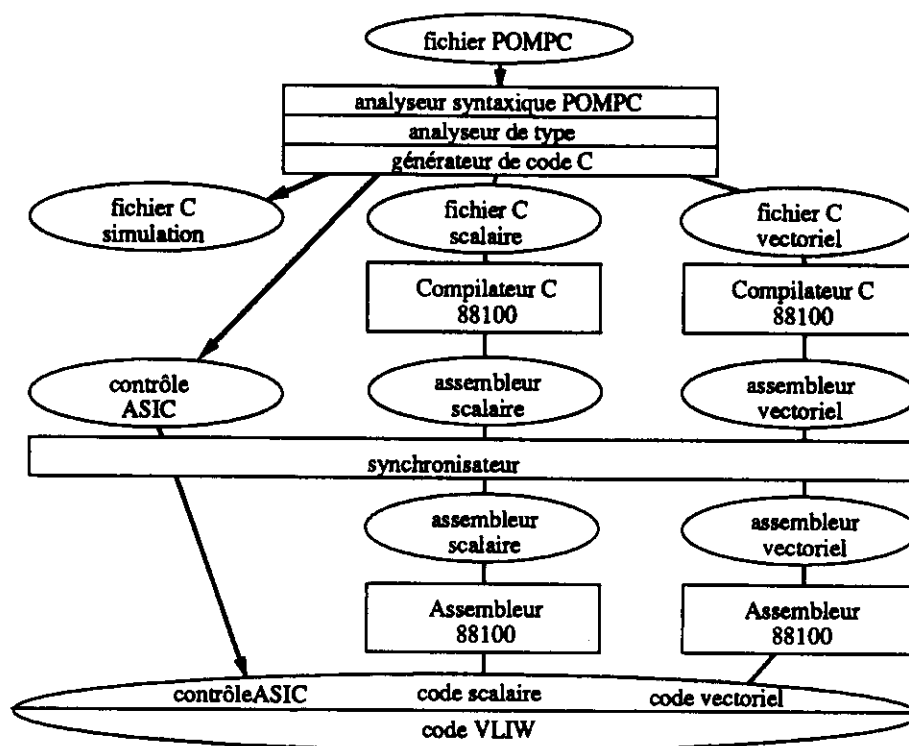 fichier POMPC
analyseur syntaxique POMPC
analyseur de type
générateur de code C
fichier C
simulation
fichier C
scalaire
fichier C
vectoriel
Compilateur C
88100
Compilateur C
88100
contrôle
ASIC
assembleur
scalaire
assembleur
vectoriel
synchronisateur
assembleur
scalaire
assembleur
vectoriel
Assembleur
88100
Assembleur
88100
contrôleASIC
code scalaire
code vectoriel
code VLIW